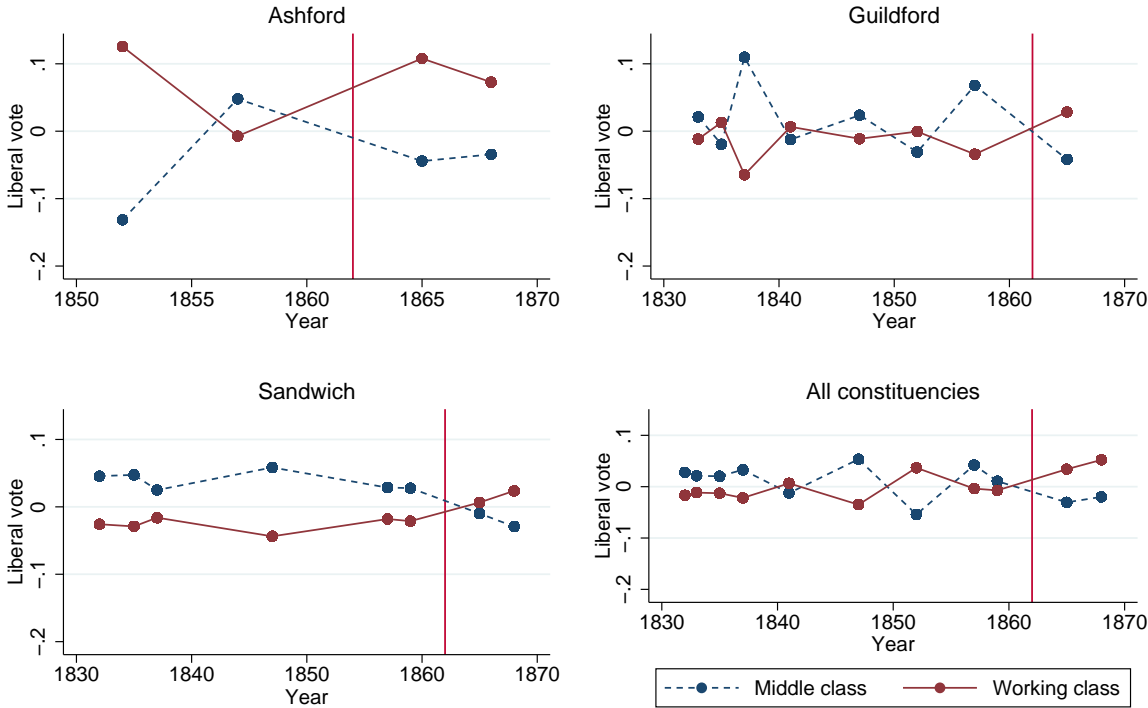 Ashford
Liberal vote
.1
0
−.1
−.2
1850 1855 1860 1865 1870
Year
Guildford
Liberal vote
.1
0
−.1
−.2
1830 1840 1850 1860 1870
Year
Sandwich
Liberal vote
.1
0
−.1
−.2
1830 1840 1850 1860 1870
Year
All constituencies
Liberal vote
.1
0
−.1
−.2
1830 1840 1850 1860 1870
Year
Middle class Working class